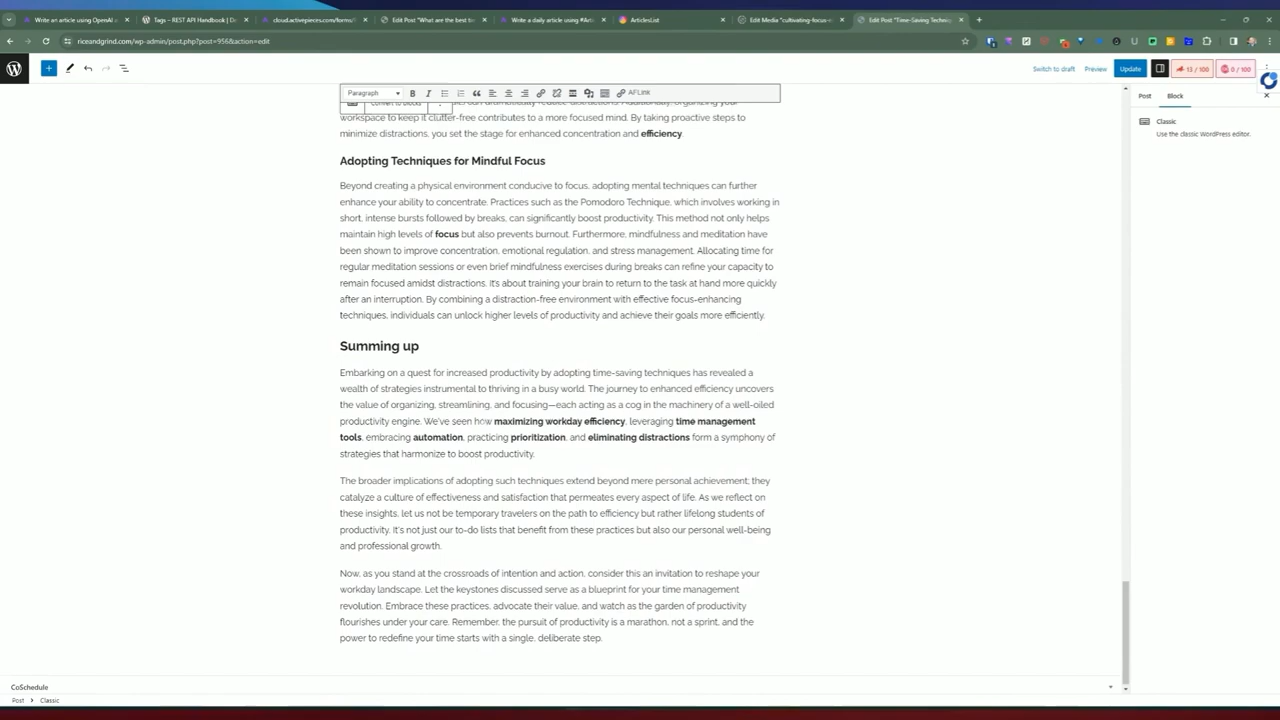 Write an article using OpenAI a
Tags – REST API Handbook | De
cloud.activepieces.com/forms/
Edit Post "What are the best to
Write a daily article using #Arti
ArticlesList
Edit Media "cultivating-focus-e
Edit Post "Time-Saving Techniq
riceandgrind.com/wp-admin/post.php?post=956&action=edit
Switch to draft
Preview
Update
13 / 100
0 / 100
Paragraph
AFLink
Post
Block
workspace to keep it clutter-free contributes to a more focused mind. By taking proactive steps to
minimize distractions, you set the stage for enhanced concentration and efficiency.
Classic
Use the classic WordPress editor.
Adopting Techniques for Mindful Focus
Beyond creating a physical environment conducive to focus, adopting mental techniques can further
enhance your ability to concentrate. Practices such as the Pomodoro Technique, which involves working in
short, intense bursts followed by breaks, can significantly boost productivity. This method not only helps
maintain high levels of focus but also prevents burnout. Furthermore, mindfulness and meditation have
been shown to improve concentration, emotional regulation, and stress management. Allocating time for
regular meditation sessions or even brief mindfulness exercises during breaks can refine your capacity to
remain focused amidst distractions. It's about training your brain to return to the task at hand more quickly
after an interruption. By combining a distraction-free environment with effective focus-enhancing
techniques, individuals can unlock higher levels of productivity and achieve their goals more efficiently.
Summing up
Embarking on a quest for increased productivity by adopting time-saving techniques has revealed a
wealth of strategies instrumental to thriving in a busy world. The journey to enhanced efficiency uncovers
the value of organizing, streamlining, and focusing—each acting as a cog in the machinery of a well-oiled
productivity engine. We've seen how maximizing workday efficiency, leveraging time management
tools, embracing automation, practicing prioritization, and eliminating distractions form a symphony of
strategies that harmonize to boost productivity.
The broader implications of adopting such techniques extend beyond mere personal achievement; they
catalyze a culture of effectiveness and satisfaction that permeates every aspect of life. As we reflect on
these insights, let us not be temporary travelers on the path to efficiency but rather lifelong students of
productivity. It's not just our to-do lists that benefit from these practices but also our personal well-being
and professional growth.
Now, as you stand at the crossroads of intention and action, consider this an invitation to reshape your
workday landscape. Let the keystones discussed serve as a blueprint for your time management
revolution. Embrace these practices, advocate their value, and watch as the garden of productivity
flourishes under your care. Remember, the pursuit of productivity is a marathon, not a sprint, and the
power to redefine your time starts with a single, deliberate step.
CoSchedule
Post
Classic